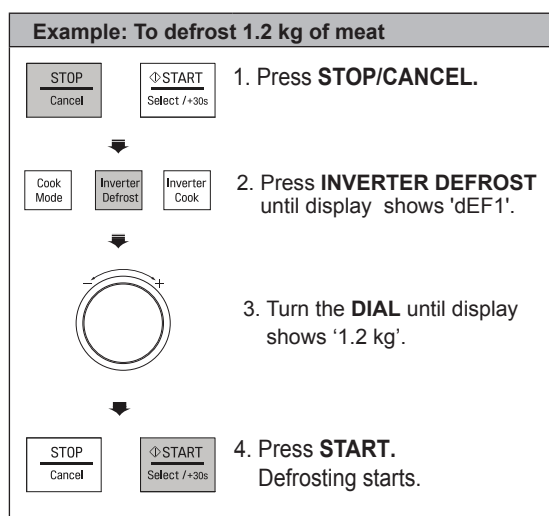 Example: To defrost 1.2 kg of meat
STOP
Cancel
START
Select /+30s
1. Press STOP/CANCEL.
Cook
Mode
Inverter
Defrost
Inverter
Cook
2. Press INVERTER DEFROST
until display shows 'dEF1'.
3. Turn the DIAL until display
shows ‘1.2 kg’.
STOP
Cancel
START
Select /+30s
4. Press START.
Defrosting starts.